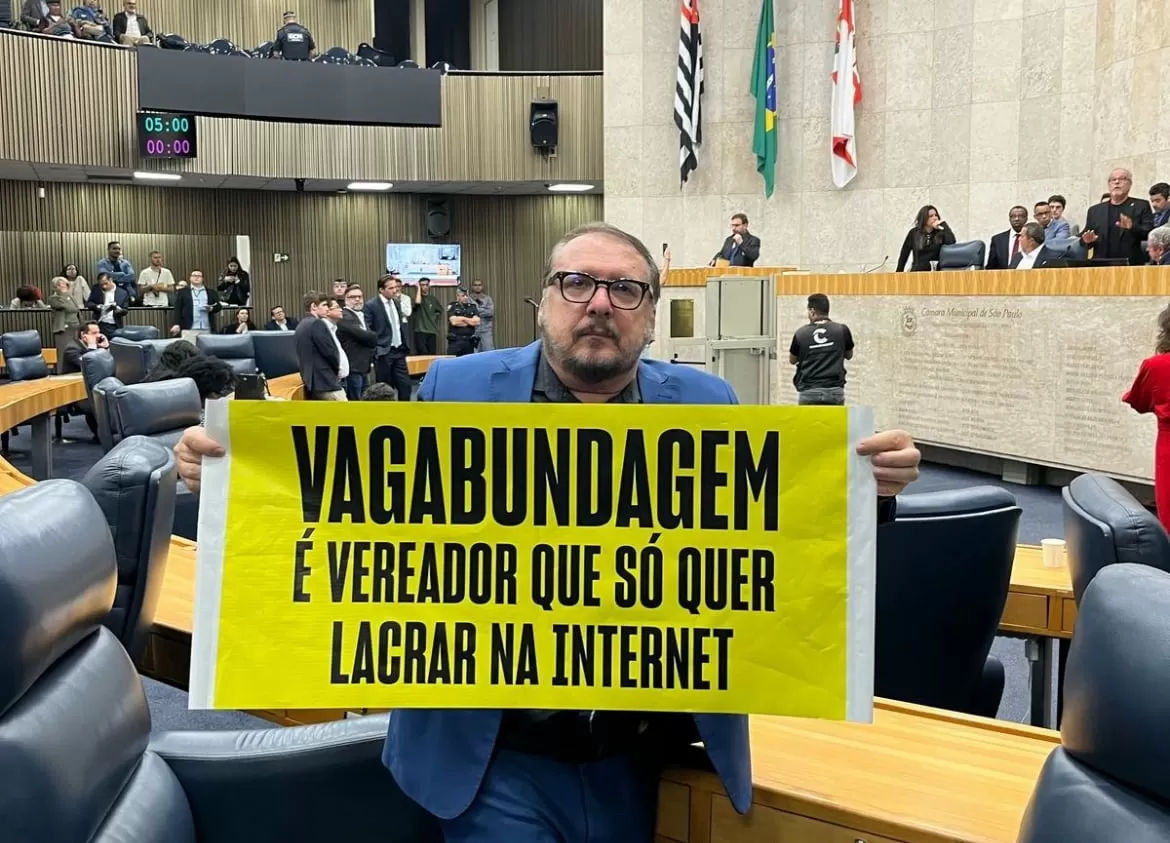 05:00
00:00
Câmara Municipal de São Paulo
VAGABUNDAGEM
É VEREADOR QUE SÓ QUER
LACRAR NA INTERNET